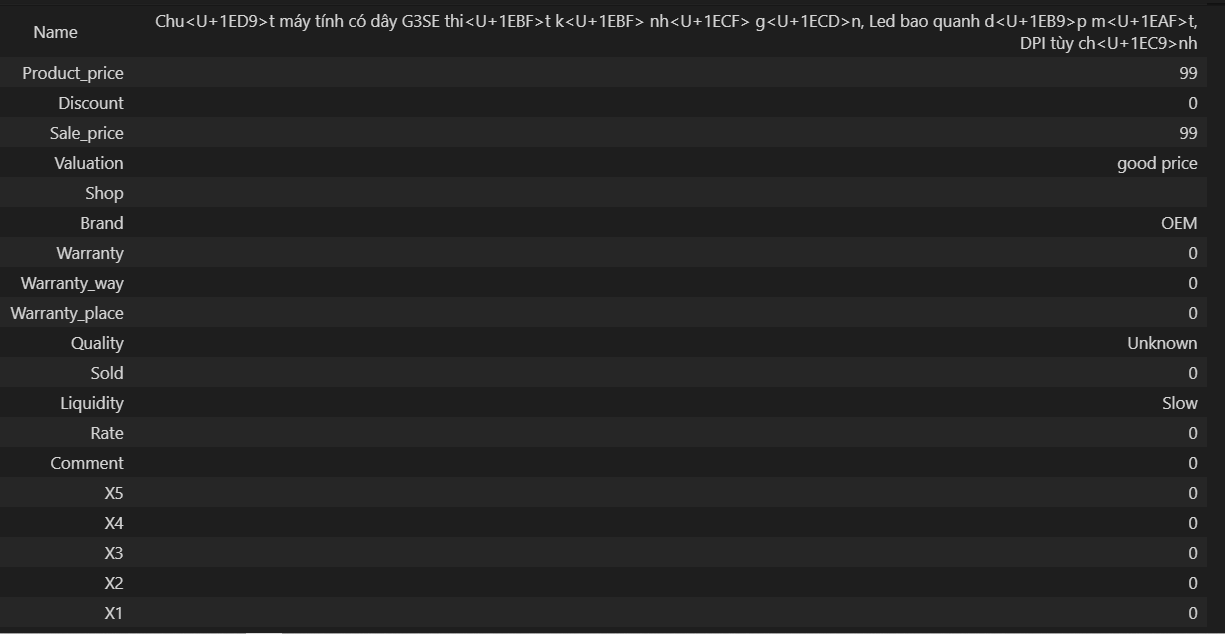 Name Chu<U+1ED9>t máy tính có dây G3SE thi<U+1EBF>t k<U+1EBF> nh<U+1ECF> g<U+1ECD>n, Led bao quanh d<U+1EB9>p m<U+1EAF>t,
DPI tùy ch<U+1EC9>nh
Product_price 99
Discount 0
Sale_price 99
Valuation good price
Shop
Brand OEM
Warranty 0
Warranty_way 0
Warranty_place 0
Quality Unknown
Sold 0
Liquidity Slow
Rate 0
Comment 0
X5 0
X4 0
X3 0
X2 0
X1 0